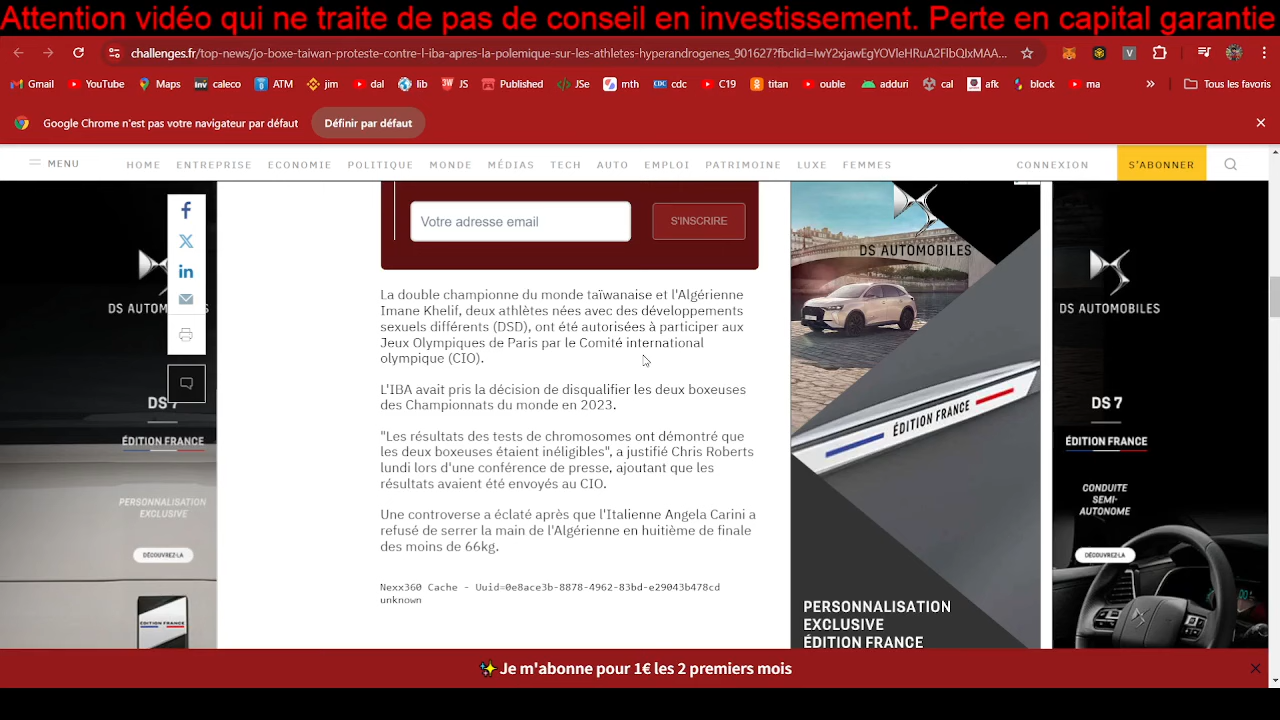 Attention vidéo qui ne traite de pas de conseil en investissement. Perte en capital garantie
challenges.fr/top-news/jo-boxe-taiwan-proteste-contre-l-iba-apres-la-polemique-sur-les-athletes-hyperandrogenes_901627?fbclid=IwY2xjawEgYOVleHRuA2FlbQIxMAA...
Gmail YouTube Maps caleco ATM jim dal lib JS Published JSe mth cdc C19 titan ouble adduri cal afk block ma » Tous les favoris
Google Chrome n'est pas votre navigateur par défaut Définir par défaut
MENU HOME ENTREPRISE ECONOMIE POLITIQUE MONDE MÉDIAS TECH AUTO EMPLOI PATRIMOINE LUXE FEMMES CONNEXION S'ABONNER
Votre adresse email S'INSCRIRE
La double championne du monde taïwanaise et l'Algérienne
Imane Khelif, deux athlètes nées avec des développements
sexuels différents (DSD), ont été autorisées à participer aux
Jeux Olympiques de Paris par le Comité international
olympique (CIO).
L'IBA avait pris la décision de disqualifier les deux boxeuses
des Championnats du monde en 2023.
"Les résultats des tests de chromosomes ont démontré que
les deux boxeuses étaient inéligibles", a justifié Chris Roberts
lundi lors d'une conférence de presse, ajoutant que les
résultats avaient été envoyés au CIO.
Une controverse a éclaté après que l'Italienne Angela Carini a
refusé de serrer la main de l'Algérienne en huitième de finale
des moins de 66kg.
Nexx360 Cache - Uuid=0e8ace3b-8878-4962-83bd-e29043b478cd
unknown
DS AUTOMOBILES
ÉDITION FRANCE
PERSONNALISATION
EXCLUSIVE
ÉDITION FRANCE
DS AUTOMOBILES
DS 7
ÉDITION FRANCE
CONDUITE
SEMI-
AUTONOME
DÉCOUVREZ-LA
DS AUTOM
DS 7
ÉDITION FRANCE
PERSONNALISATION
EXCLUSIVE
DÉCOUVREZ-LA
ÉDITION FRANCE
✨ Je m'abonne pour 1€ les 2 premiers mois